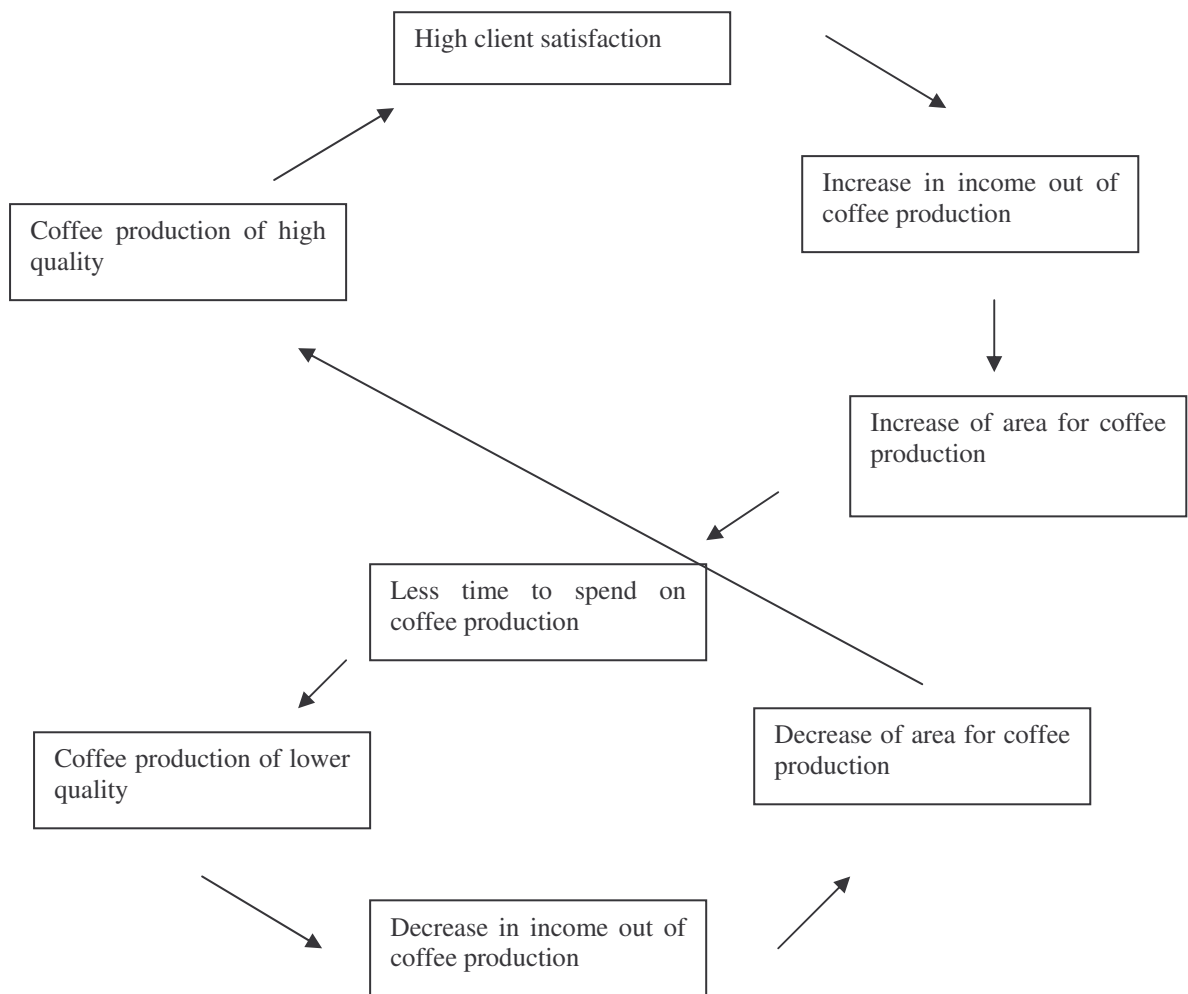 High client satisfaction
Increase in income out of
coffee production
Coffee production of high
quality
Increase of area for coffee
production
Less time to spend on
coffee production
Decrease of area for coffee
production
Coffee production of lower
quality
Decrease in income out of
coffee production